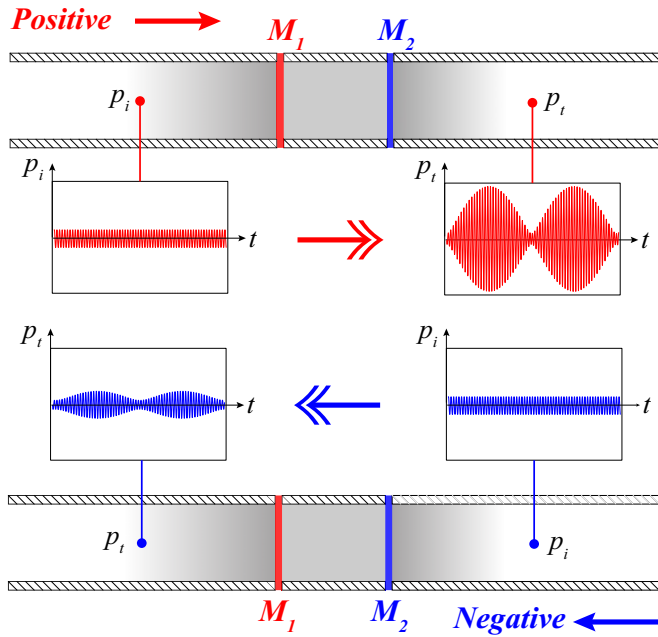 Positive
M1 M2
pi pt
pi t
pt t
pt t
pi t
pt pi
M1 M2
Negative